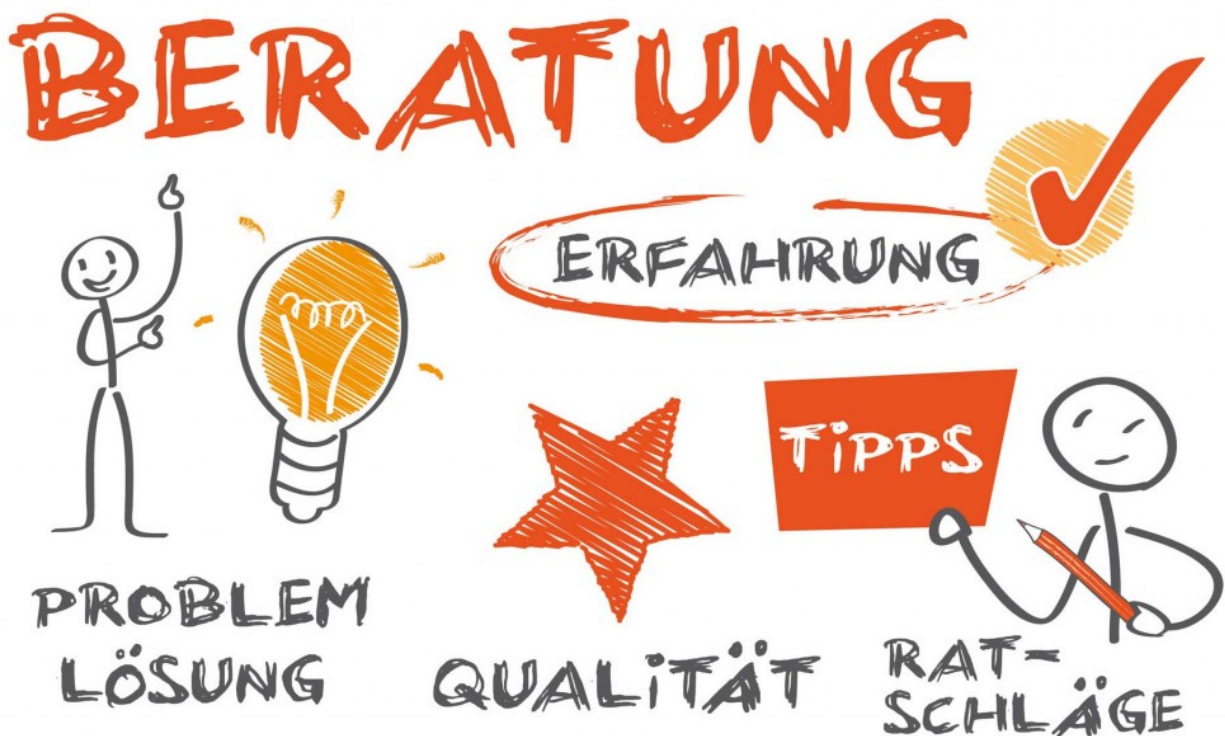 BERATUNG
ERFAHRUNG
TiPPS
PROBLEM
LÖSUNG
QUALiTÄT
RAT-
SCHLÄGE